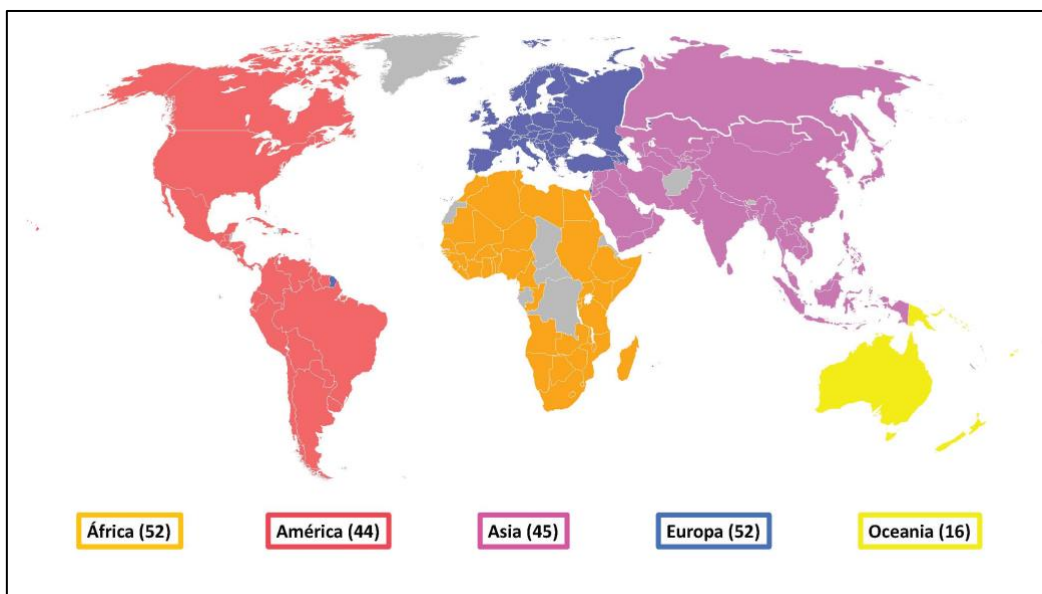 África (52)
América (44)
Asia (45)
Europa (52)
Oceania (16)